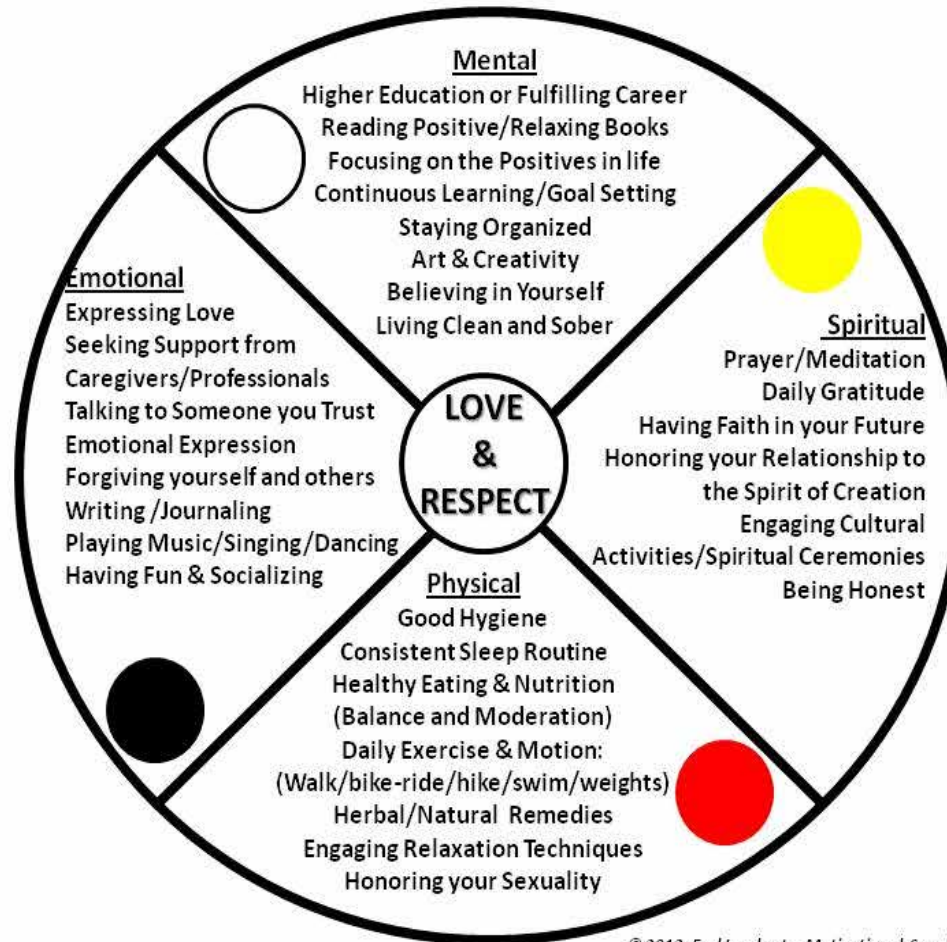 Mental
Higher Education or Fulfilling Career
Reading Positive/Relaxing Books
Focusing on the Positives in life
Continuous Learning/Goal Setting
Staying Organized
Art & Creativity
Believing in Yourself
Living Clean and Sober
Emotional
Expressing Love
Seeking Support from
Caregivers/Professionals
Talking to Someone you Trust
Emotional Expression
Forgiving yourself and others
Writing /Journaling
Playing Music/Singing/Dancing
Having Fun & Socializing
LOVE
&
RESPECT
Spiritual
Prayer/Meditation
Daily Gratitude
Having Faith in your Future
Honoring your Relationship to
the Spirit of Creation
Engaging Cultural
Activities/Spiritual Ceremonies
Being Honest
Physical
Good Hygiene
Consistent Sleep Routine
Healthy Eating & Nutrition
(Balance and Moderation)
Daily Exercise & Motion:
(Walk/bike-ride/hike/swim/weights)
Herbal/Natural Remedies
Engaging Relaxation Techniques
Honoring your Sexuality